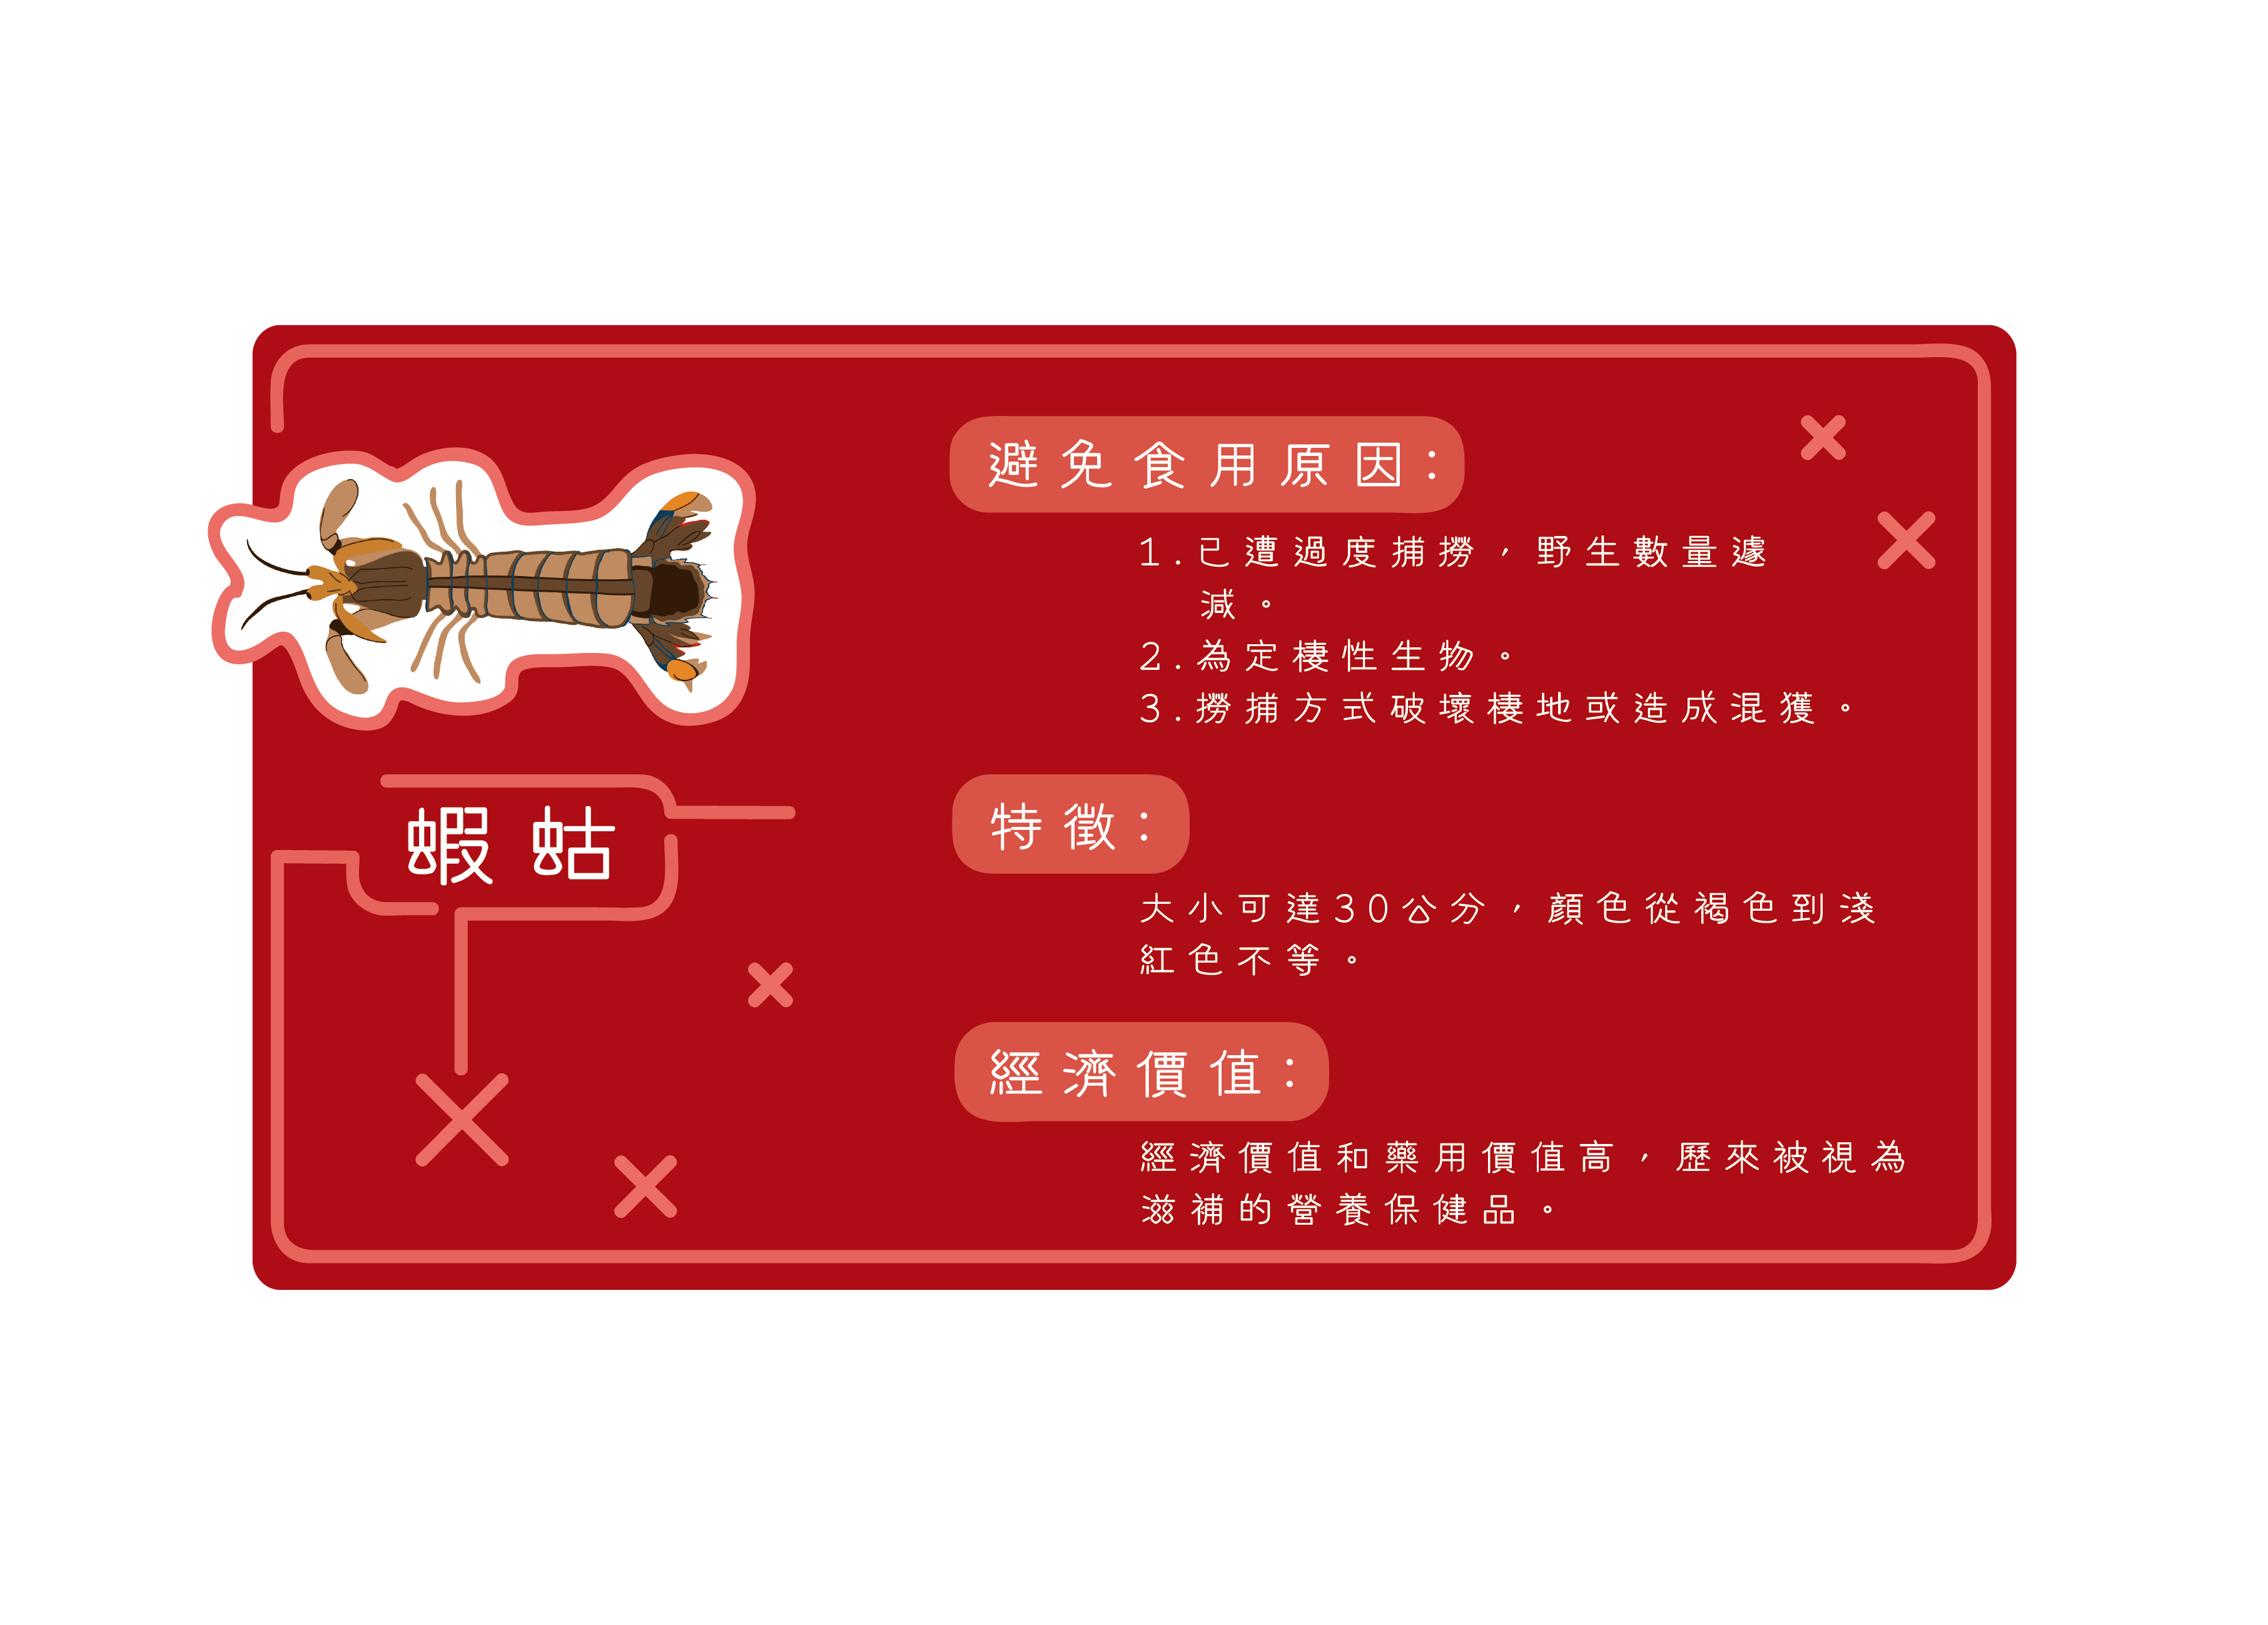 避免食用原因：
1.已遭過度捕撈，野生數量遽
減。
2.為定棲性生物。
3.撈捕方式破壞棲地或造成混獲。
蝦蛄
特徵：
大小可達30公分，顏色從褐色到淺
紅色不等。
經濟價值：
經濟價值和藥用價值高，歷來被視為
滋補的營養保健品。